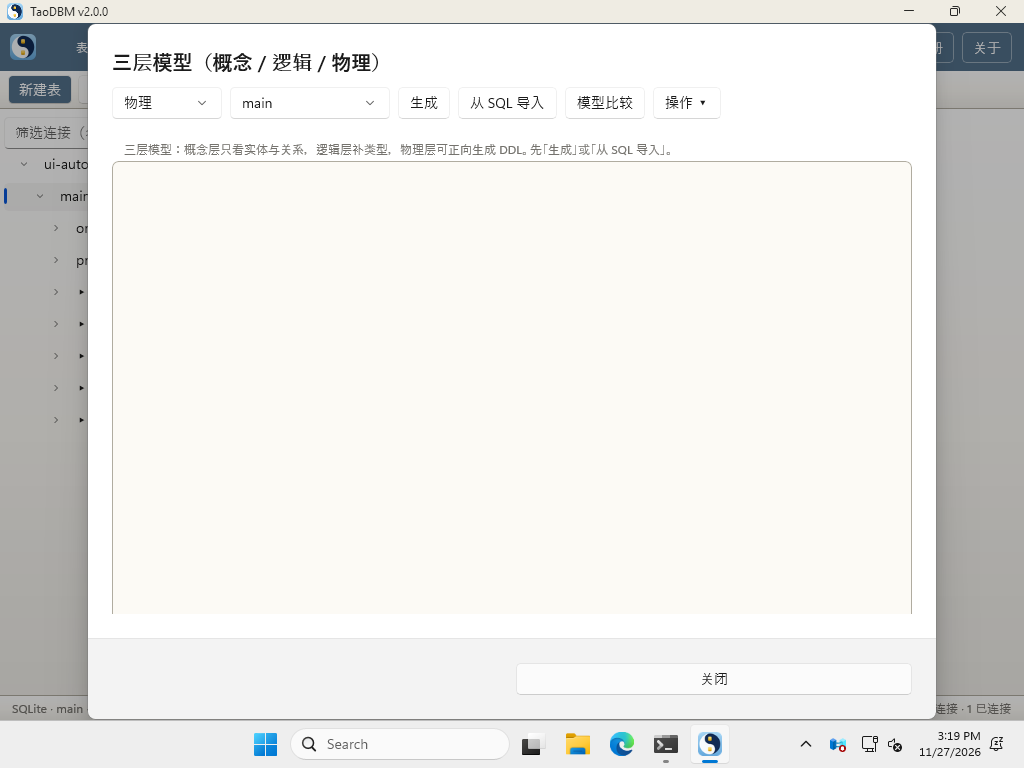 TaoDBM v2.0.0
表
册
关于
新建表
三层模型（概念 / 逻辑 / 物理）
物理
main
生成
从 SQL 导入
模型比较
操作 ▾
筛选连接（
三层模型：概念层只看实体与关系，逻辑层补类型，物理层可正向生成 DDL。先「生成」或「从 SQL 导入」。
ui-auto
main
or
pr
关闭
SQLite · main
连接 · 1 已连接
Search
3:19 PM
11/27/2026